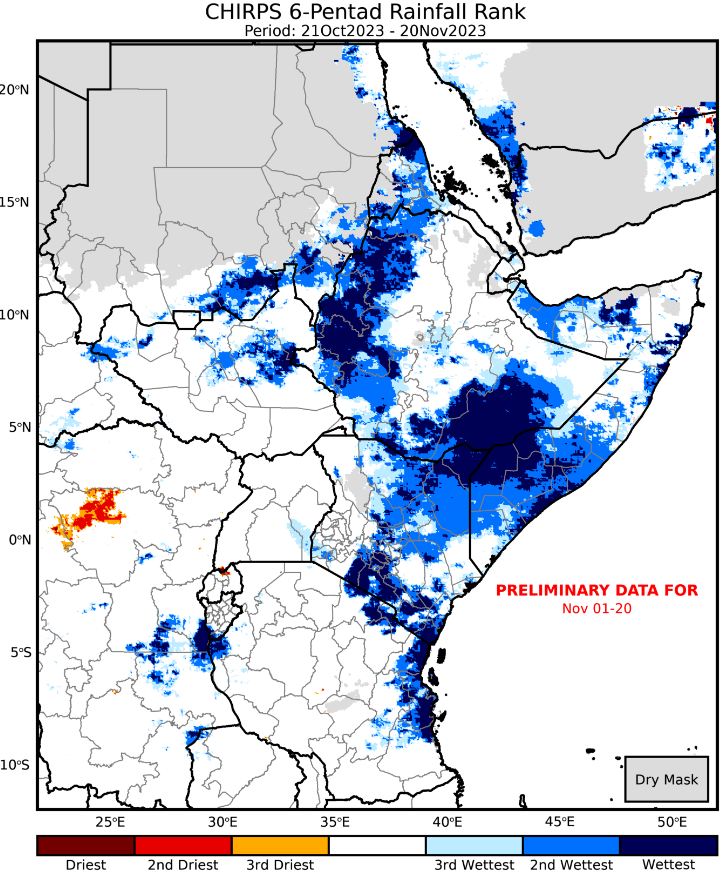 CHIRPS 6-Pentad Rainfall Rank
Period: 21Oct2023 - 20Nov2023
20°N
15°N
10°N
5°N
0°N
PRELIMINARY DATA FOR
Nov 01-20
5°S
10°S
Dry Mask
25°E 30°E 35°E 40°E 45°E 50°E
Driest 2nd Driest 3rd Driest 3rd Wettest 2nd Wettest Wettest